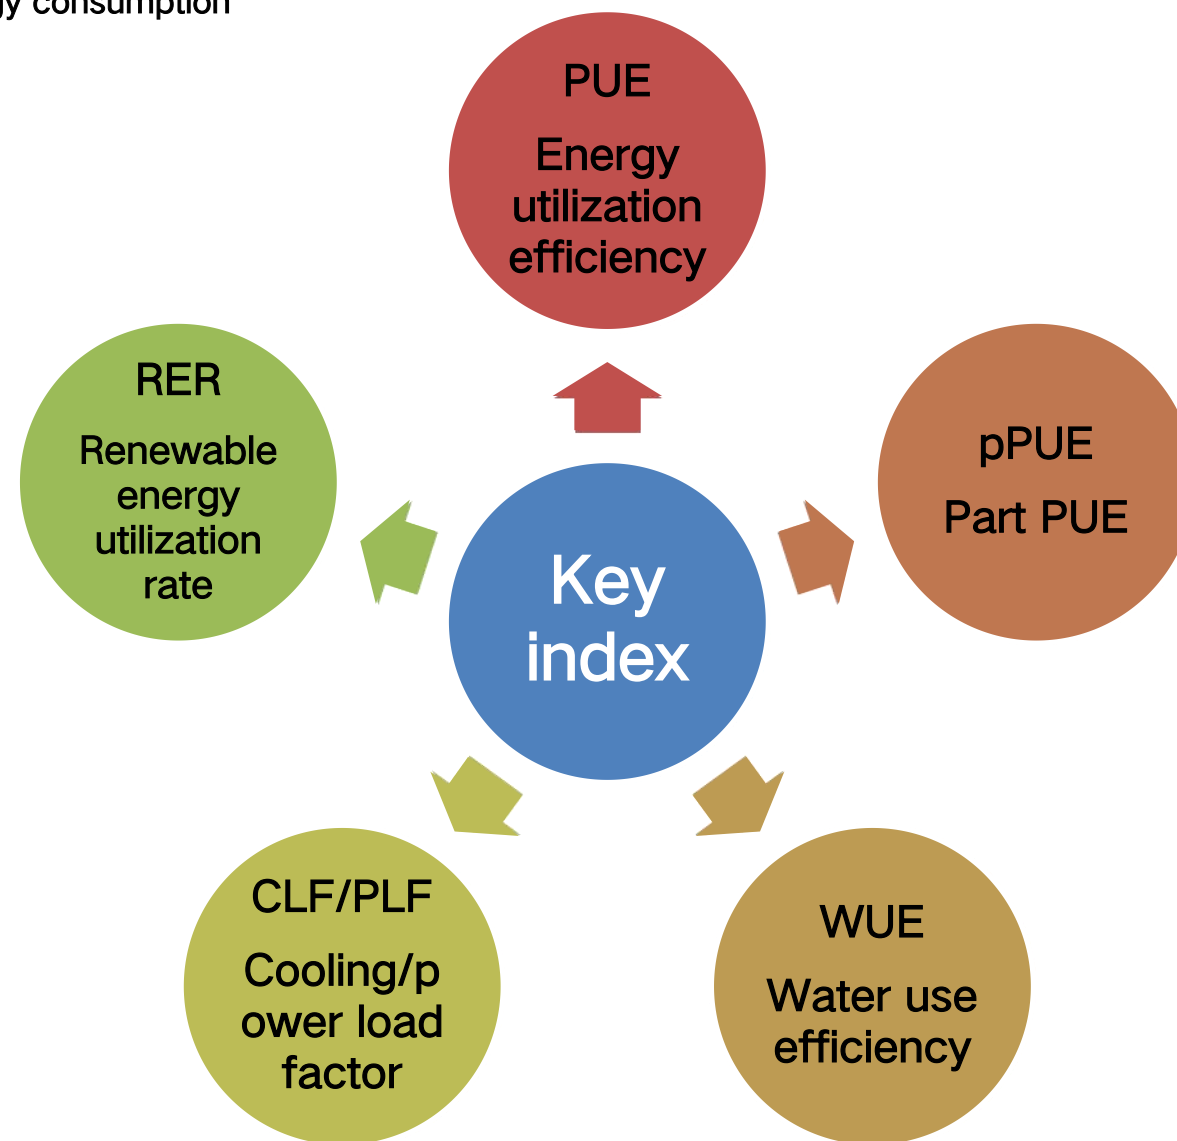 consumption
PUE
Energy
utilization
efficiency
RER
Renewable
energy
utilization
rate
pPUE
Part PUE
Key
index
CLF/PLF
Cooling/p
ower load
factor
WUE
Water use
efficiency